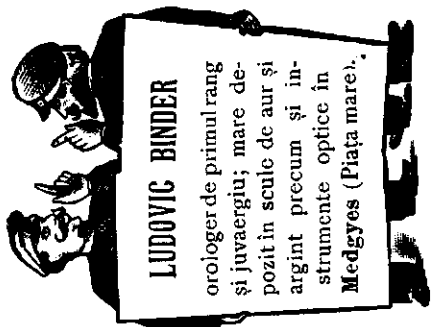 LUDOVIC BINDER
orologer de primul rang
și juvaergiu; mare de-
pozit în scule de aur și
argint precum și in-
strumente optice în
Medgyes (Piața mare).